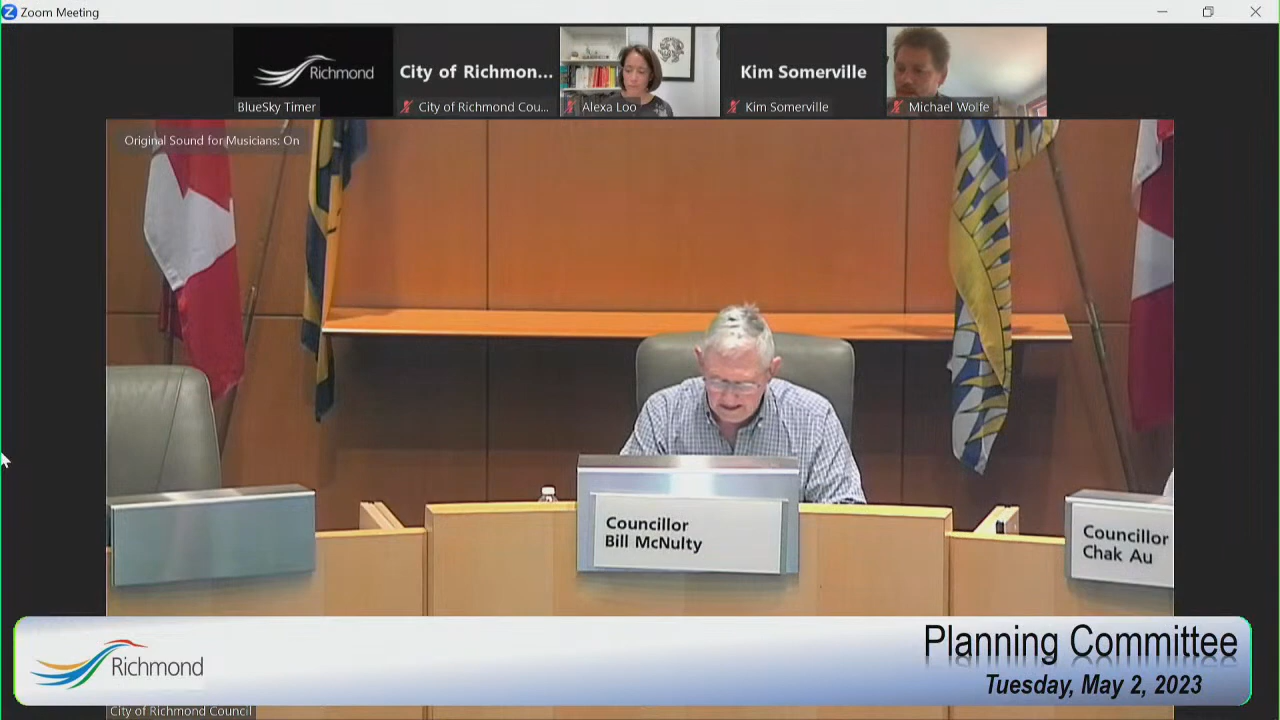 Zoom Meeting
Richmond
City of Richmon...
Kim Somerville
BlueSky Timer
City of Richmond Cou...
Alexa Loo
Kim Somerville
Michael Wolfe
Original Sound for Musicians: On
Councillor
Bill McNulty
Councillor
Chak Au
Richmond
Planning Committee
Tuesday, May 2, 2023
City of Richmond Council